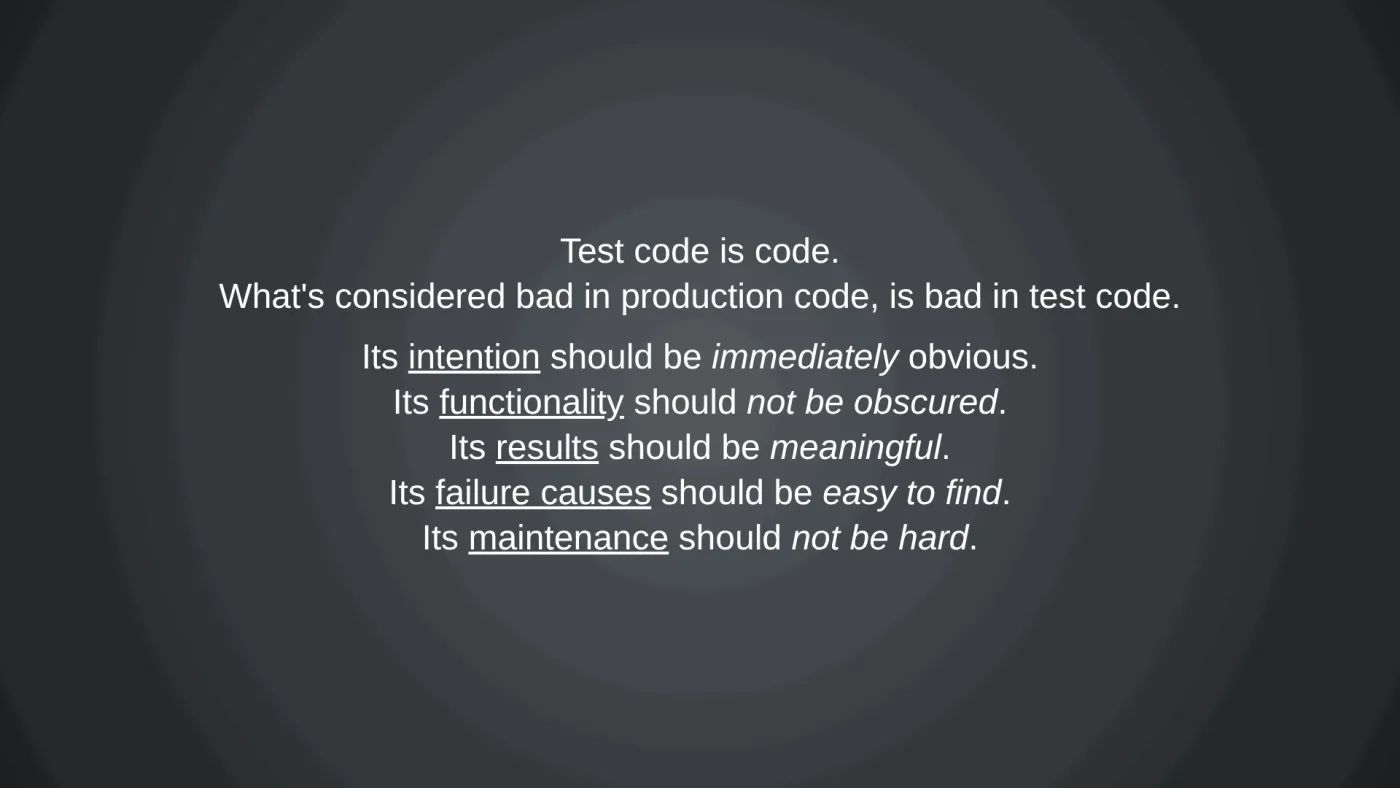 Test code is code.
What's considered bad in production code, is bad in test code.
Its intention should be immediately obvious.
Its functionality should not be obscured.
Its results should be meaningful.
Its failure causes should be easy to find.
Its maintenance should not be hard.